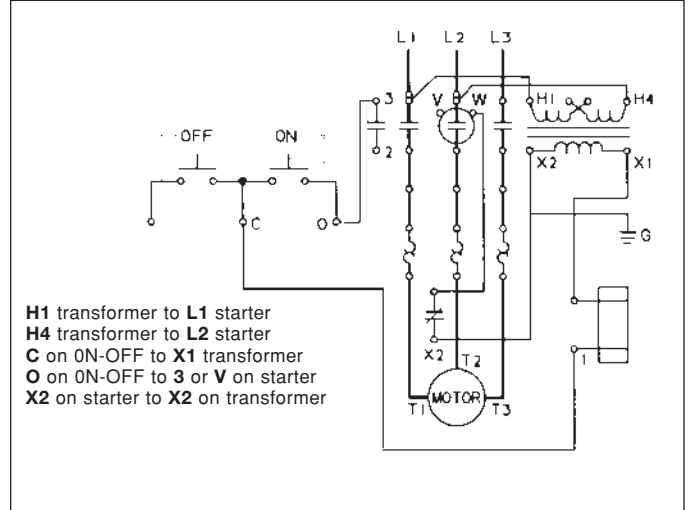 L1 L2 L3
3 V W H1 H4
OFF ON 2 X2 X1
C O G
H1 transformer to L1 starter
H4 transformer to L2 starter
C on 0N-OFF to X1 transformer
O on 0N-OFF to 3 or V on starter
X2 on starter to X2 on transformer
X2 T2 1
T1 MOTOR T3